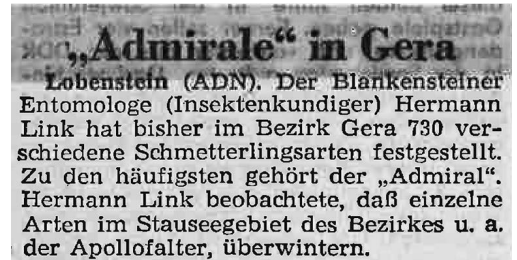 „Admirale“ in Gera
Lobenstein (ADN). Der Blankensteiner
Entomologe (Insektenkundiger) Hermann
Link hat bisher im Bezirk Gera 730 ver-
schiedene Schmetterlingsarten festgestellt.
Zu den häufigsten gehört der „Admiral“.
Hermann Link beobachtete, daß einzelne
Arten im Stauseegebiet des Bezirkes u. a.
der Apollofalter, überwintern.